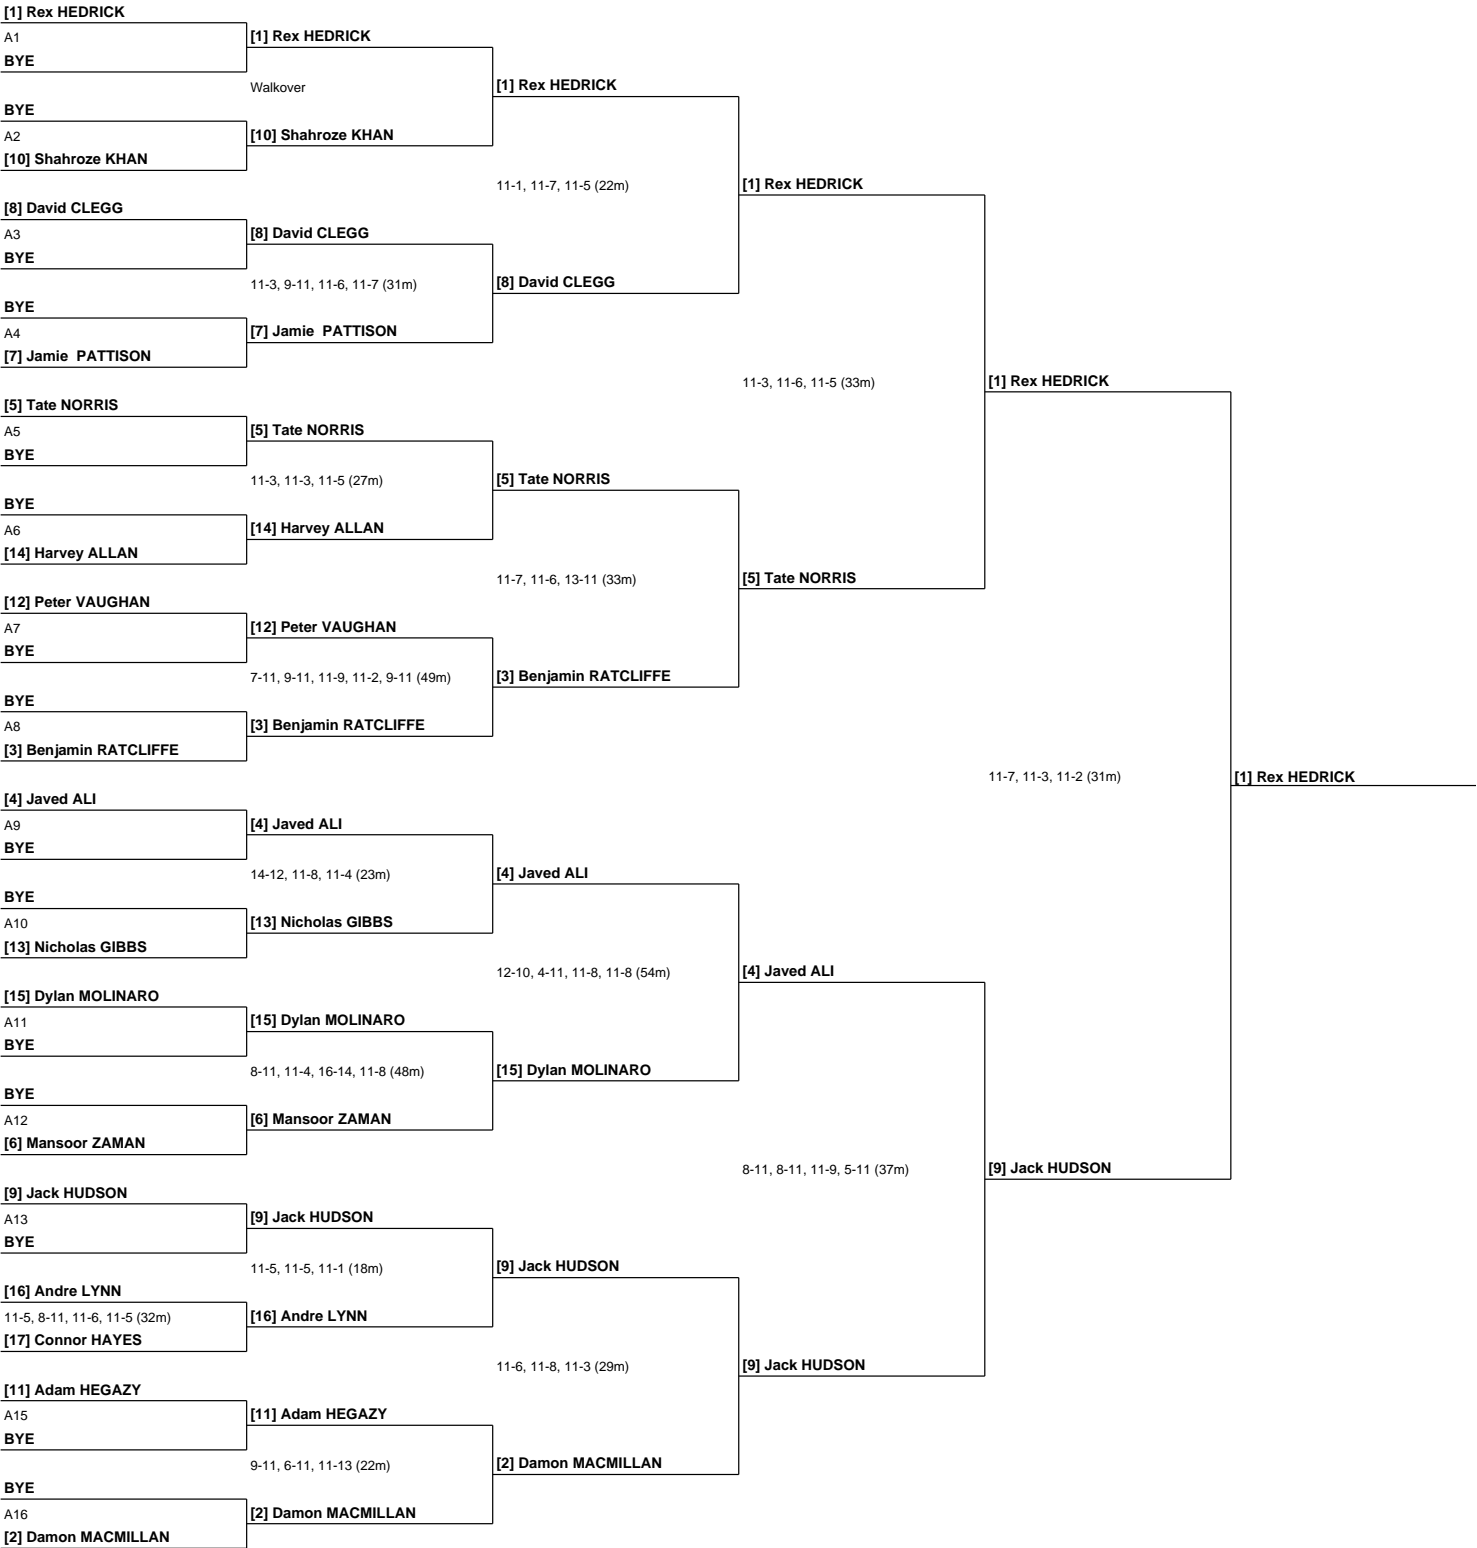 [1] Rex HEDRICK
A1
BYE
BYE
A2
[10] Shahroze KHAN
[8] David CLEGG
A3
BYE
BYE
A4
[7] Jamie  PATTISON
[5] Tate NORRIS
A5
BYE
BYE
A6
[14] Harvey ALLAN
[12] Peter VAUGHAN
A7
BYE
BYE
A8
[3] Benjamin RATCLIFFE
[4] Javed ALI
A9
BYE
BYE
A10
[13] Nicholas GIBBS
[15] Dylan MOLINARO
A11
BYE
BYE
A12
[6] Mansoor ZAMAN
[9] Jack HUDSON
A13
BYE
[16] Andre LYNN
11-5, 8-11, 11-6, 11-5 (32m)
[17] Connor HAYES
[11] Adam HEGAZY
A15
BYE
BYE
A16
[2] Damon MACMILLAN
[1] Rex HEDRICK
Walkover
[10] Shahroze KHAN
[8] David CLEGG
11-3, 9-11, 11-6, 11-7 (31m)
[7] Jamie  PATTISON
[5] Tate NORRIS
11-3, 11-3, 11-5 (27m)
[14] Harvey ALLAN
[12] Peter VAUGHAN
7-11, 9-11, 11-9, 11-2, 9-11 (49m)
[3] Benjamin RATCLIFFE
[4] Javed ALI
14-12, 11-8, 11-4 (23m)
[13] Nicholas GIBBS
[15] Dylan MOLINARO
8-11, 11-4, 16-14, 11-8 (48m)
[6] Mansoor ZAMAN
[9] Jack HUDSON
11-5, 11-5, 11-1 (18m)
[16] Andre LYNN
[11] Adam HEGAZY
9-11, 6-11, 11-13 (22m)
[2] Damon MACMILLAN
[1] Rex HEDRICK
11-1, 11-7, 11-5 (22m)
[8] David CLEGG
[5] Tate NORRIS
11-7, 11-6, 13-11 (33m)
[3] Benjamin RATCLIFFE
[4] Javed ALI
12-10, 4-11, 11-8, 11-8 (54m)
[15] Dylan MOLINARO
[9] Jack HUDSON
11-6, 11-8, 11-3 (29m)
[2] Damon MACMILLAN
[1] Rex HEDRICK
11-3, 11-6, 11-5 (33m)
[5] Tate NORRIS
[4] Javed ALI
8-11, 8-11, 11-9, 5-11 (37m)
[9] Jack HUDSON
[1] Rex HEDRICK
11-7, 11-3, 11-2 (31m)
[9] Jack HUDSON
[1] Rex HEDRICK